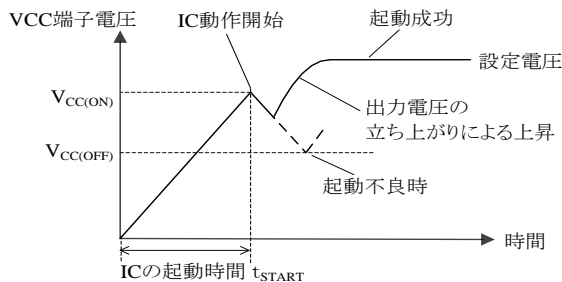 VCC端子電圧
IC動作開始
起動成功
設定電圧
VCC(ON)
出力電圧の
立ち上がりによる上昇
VCC(OFF)
起動不良時
時間
ICの起動時間 tSTART